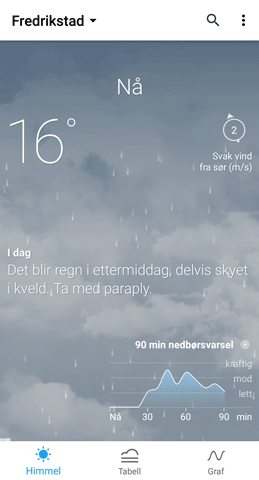 Fredrikstad
Nå
16°
2
Svak vind
fra sør (m/s)
I dag
Det blir regn i ettermiddag, delvis skyet
i kveld. Ta med paraply.
90 min nedbørsvarsel
kraftig
mod
lett
Nå 30 60 90 min
Himmel Tabell Graf